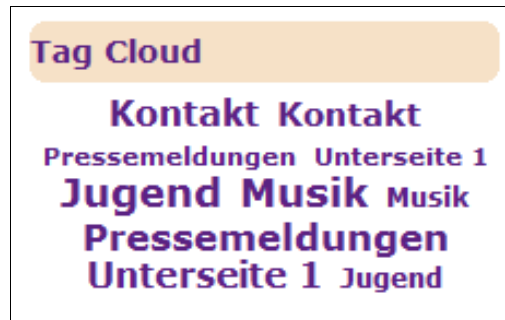 Tag Cloud
Kontakt Kontakt
Pressemeldungen Unterseite 1
Jugend Musik Musik
Pressemeldungen
Unterseite 1 Jugend